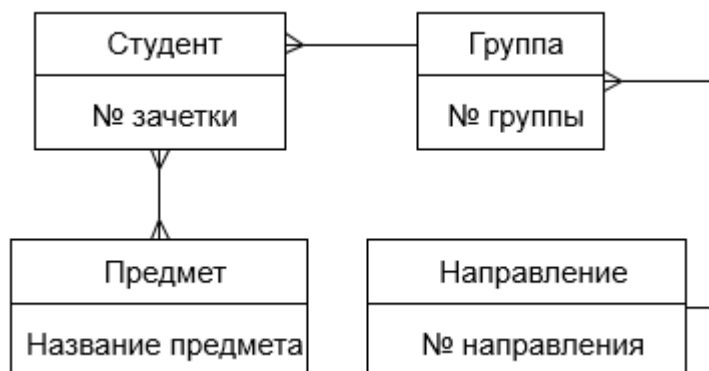 Студент
№ зачетки
Группа
№ группы
Предмет
Название предмета
Направление
№ направления